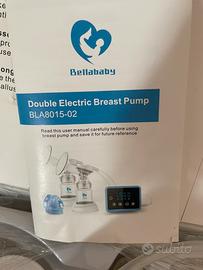 Bellababy
Double Electric Breast Pump
BLA8015-02
Read this user manual carefully before using
breast pump and save it for future reference
subito